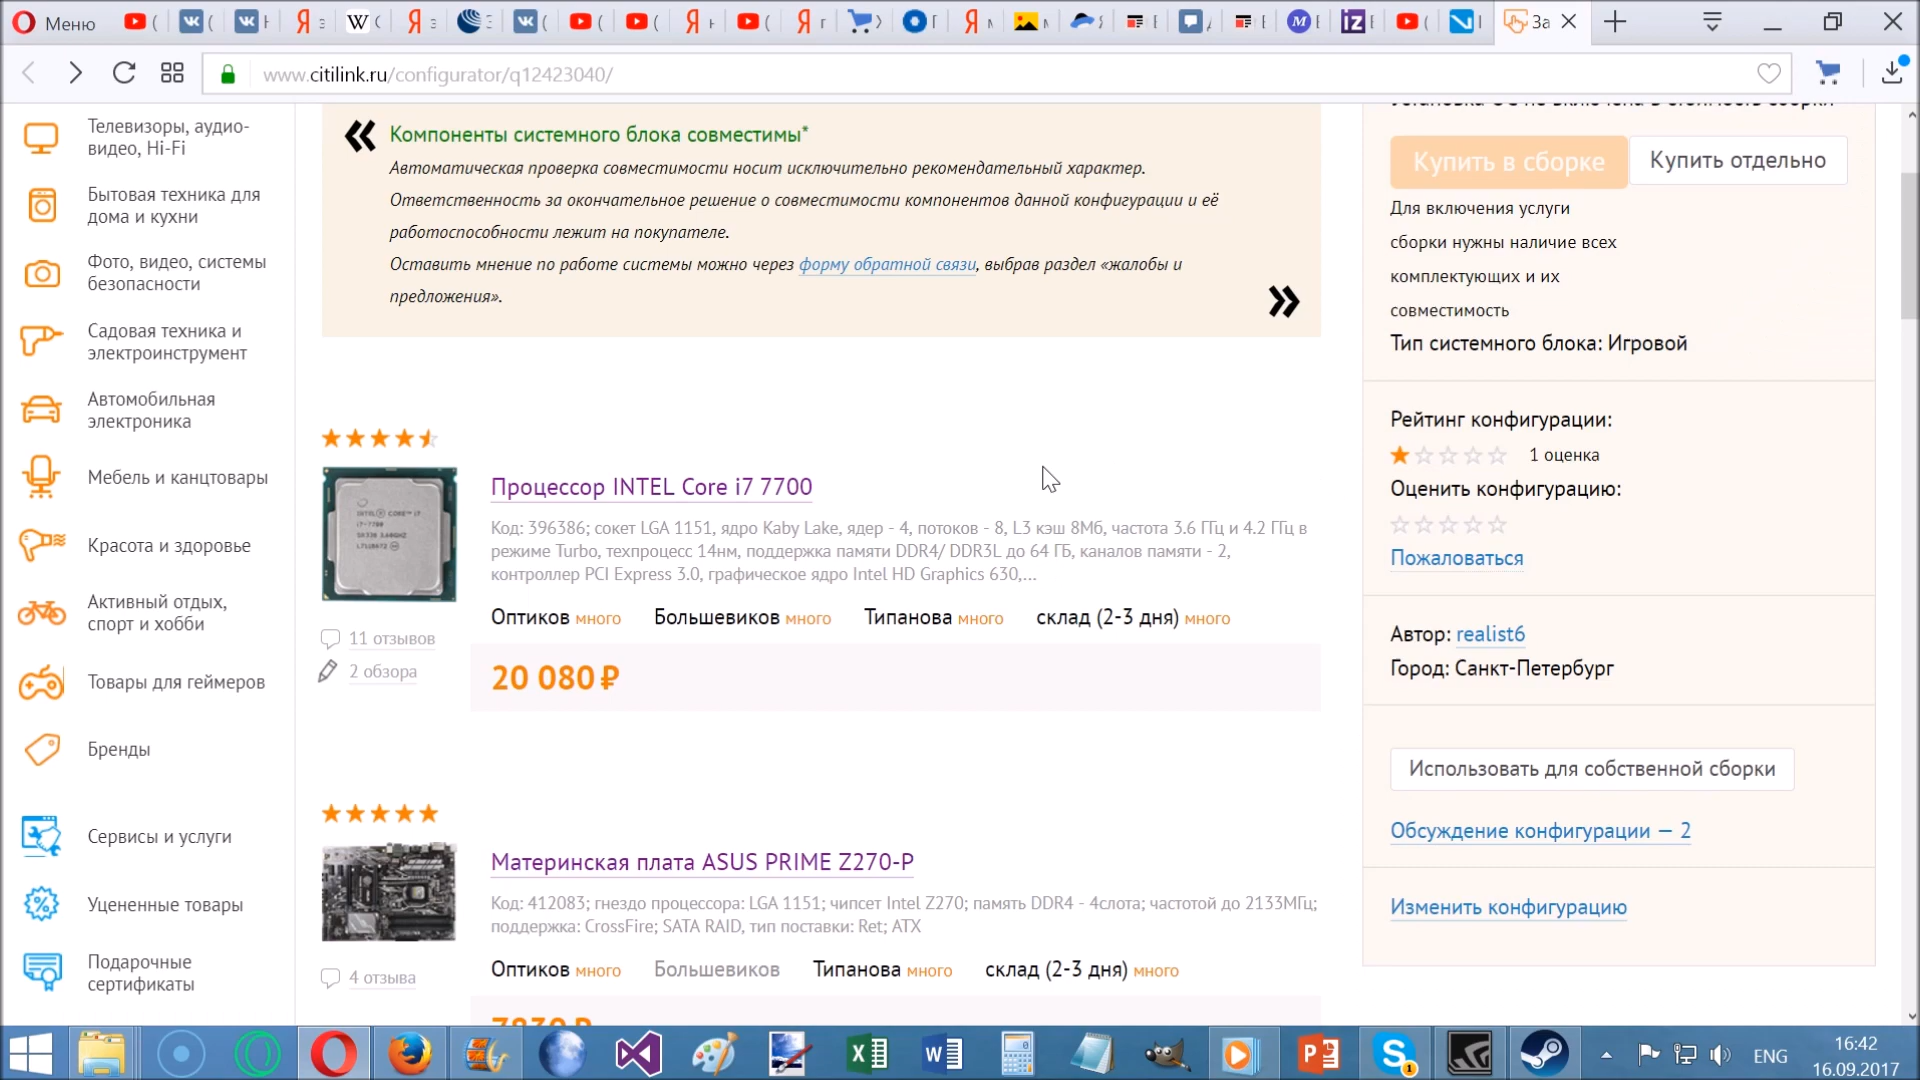 Меню
За
www.citilink.ru/configurator/q12423040/
Телевизоры, аудио-
видео, Hi-Fi
Бытовая техника для
дома и кухни
Фото, видео, системы
безопасности
Садовая техника и
электроинструмент
Автомобильная
электроника
Мебель и канцтовары
Красота и здоровье
Активный отдых,
спорт и хобби
Товары для геймеров
Бренды
Сервисы и услуги
Уцененные товары
Подарочные
сертификаты
Компоненты системного блока совместимы*
Автоматическая проверка совместимости носит исключительно рекомендательный характер.
Ответственность за окончательное решение о совместимости компонентов данной конфигурации и её
работоспособности лежит на покупателе.
Оставить мнение по работе системы можно через форму обратной связи, выбрав раздел «жалобы и
предложения».
Процессор INTEL Core i7 7700
Код: 396386; сокет LGA 1151, ядро Kaby Lake, ядер - 4, потоков - 8, L3 кэш 8Мб, частота 3.6 ГГц и 4.2 ГГц в
режиме Turbo, техпроцесс 14нм, поддержка памяти DDR4/ DDR3L до 64 ГБ, каналов памяти - 2,
контроллер PCI Express 3.0, графическое ядро Intel HD Graphics 630,...
Оптиков много Большевиков много Типанова много склад (2-3 дня) много
11 отзывов
2 обзора
20 080 ₽
Материнская плата ASUS PRIME Z270-P
Код: 412083; гнездо процессора: LGA 1151; чипсет Intel Z270; память DDR4 - 4слота; частотой до 2133МГц;
поддержка: CrossFire; SATA RAID, тип поставки: Ret; ATX
Оптиков много Большевиков Типанова много склад (2-3 дня) много
4 отзыва
7830 ₽
Установка ОС не включена в стоимость сборки
Купить в сборке
Купить отдельно
Для включения услуги
сборки нужны наличие всех
комплектующих и их
совместимость
Тип системного блока: Игровой
Рейтинг конфигурации:
1 оценка
Оценить конфигурацию:
Пожаловаться
Автор: realist6
Город: Санкт-Петербург
Использовать для собственной сборки
Обсуждение конфигурации — 2
Изменить конфигурацию
ENG
16:42
16.09.2017